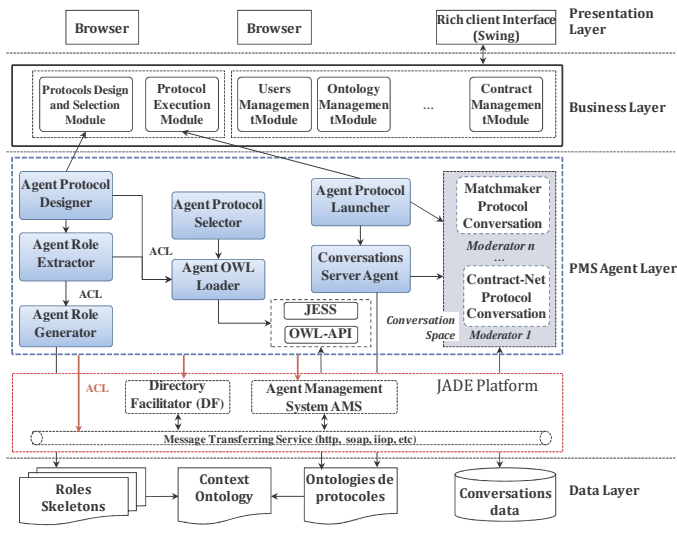 Browser
Browser
Rich client Interface
(Swing)
Presentation
Layer
Protocols Design
and Selection
Module
Protocol
Execution
Module
Users
Managemen
tModule
Ontology
Managemen
tModule
...
Contract
Managemen
tModule
Business Layer
Agent Protocol
Designer
Agent Protocol
Selector
Agent Protocol
Launcher
Matchmaker
Protocol
Conversation
Moderator n
...
Agent Role
Extractor
ACL
Agent OWL
Loader
Conversations
Server Agent
Contract-Net
Protocol
Conversation
Moderator 1
PMS Agent Layer
ACL
Agent Role
Generator
JESS
OWL-API
Conversation
Space
ACL
Directory
Facilitator (DF)
Agent Management
System AMS
JADE Platform
Message Transferring Service (http, soap, iiop, etc)
Roles
Skeletons
Context
Ontology
Ontologies de
protocoles
Conversations
data
Data Layer